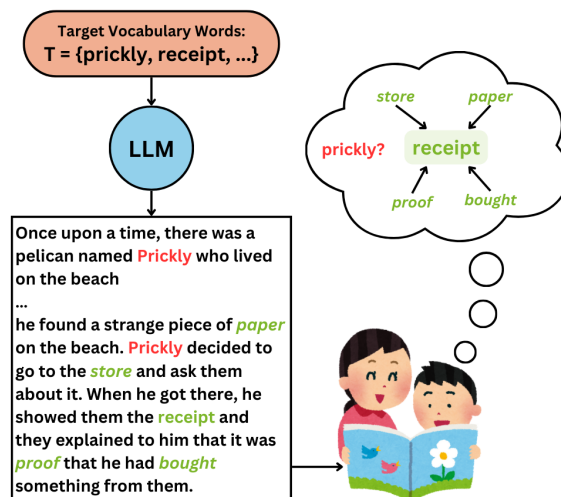 Target Vocabulary Words:
T = {prickly, receipt, ...}
LLM
Once upon a time, there was a
pelican named Prickly who lived
on the beach
...
he found a strange piece of paper
on the beach. Prickly decided to
go to the store and ask them
about it. When he got there, he
showed them the receipt and
they explained to him that it was
proof that he had bought
something from them.
store
paper
prickly?
receipt
proof
bought